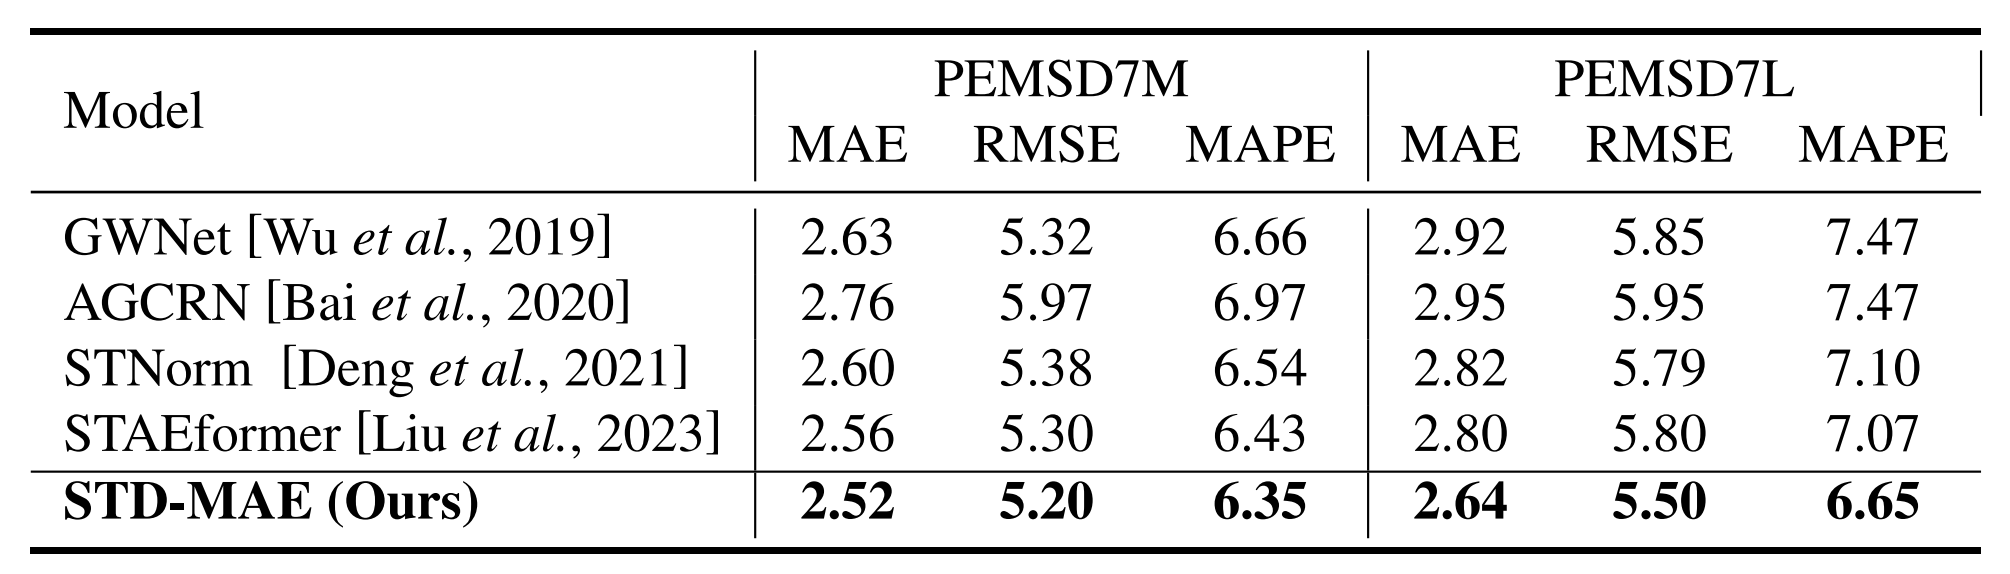 Model PEMSD7M PEMSD7L
MAE RMSE MAPE MAE RMSE MAPE
GWNet [Wu et al., 2019] 2.63 5.32 6.66 2.92 5.85 7.47
AGCRN [Bai et al., 2020] 2.76 5.97 6.97 2.95 5.95 7.47
STNorm [Deng et al., 2021] 2.60 5.38 6.54 2.82 5.79 7.10
STAEformer [Liu et al., 2023] 2.56 5.30 6.43 2.80 5.80 7.07
STD-MAE (Ours) 2.52 5.20 6.35 2.64 5.50 6.65